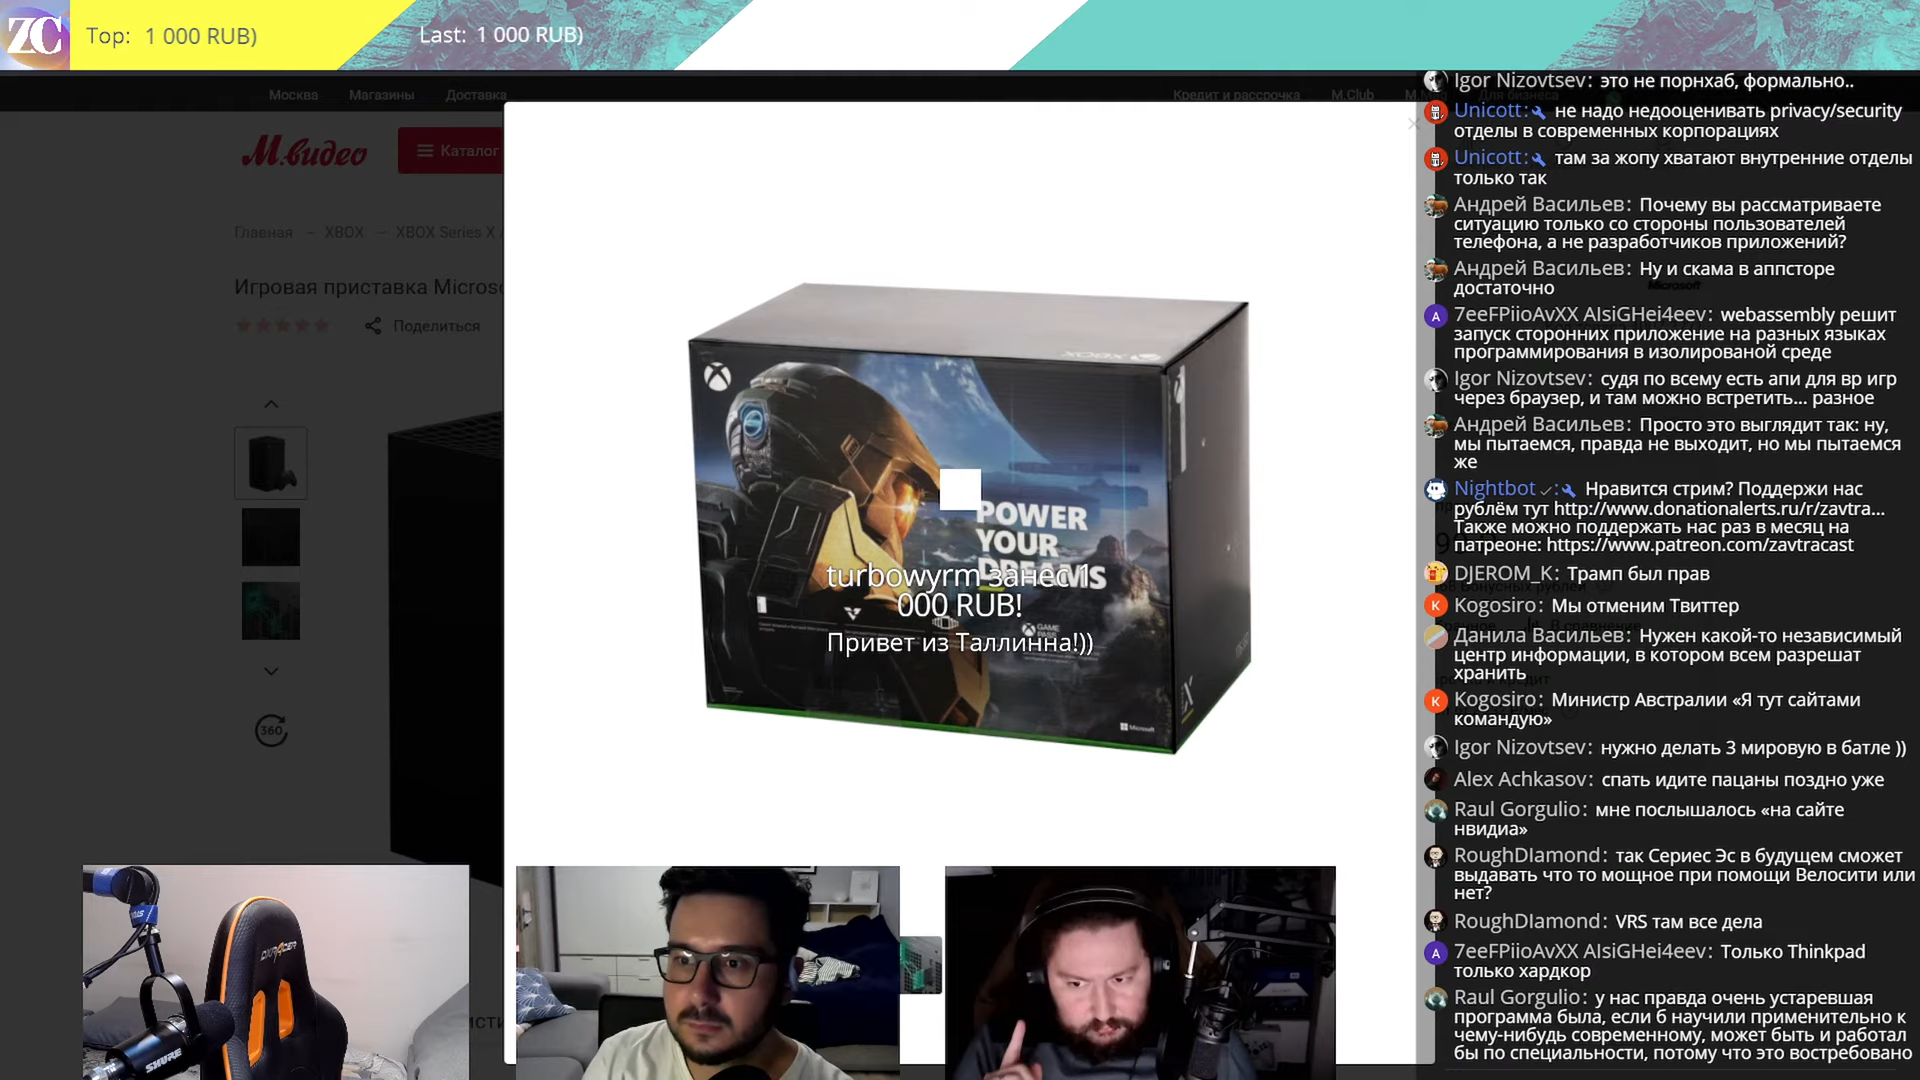 ZC
Top: 1 000 RUB)
Last: 1 000 RUB)
Москва Магазины Доставка
Кредит и рассрочка M.Club
М.видео
Каталог
Главная – XBOX – XBOX Series X
Игровая приставка
Поделиться
360
XBOX
POWER
YOUR
DREAMS
GAME
PASS
Microsoft
turbowyrm занес 1
000 RUB!
Привет из Таллинна!))
DXRACER
SHURE
Igor Nizovtsev: это не порнхаб, формально..
Unicott: не надо недооценивать privacy/security
отделы в современных корпорациях
Unicott: там за жопу хватают внутренние отделы
только так
Андрей Васильев: Почему вы рассматриваете
ситуацию только со стороны пользователей
телефона, а не разработчиков приложений?
Андрей Васильев: Ну и скама в аппсторе
достаточно
7eeFPiioAvXX AIsiGHei4eev: webassembly решит
запуск сторонних приложение на разных языках
программирования в изолированой среде
Igor Nizovtsev: судя по всему есть апи для вр игр
через браузер, и там можно встретить... разное
Андрей Васильев: Просто это выглядит так: ну,
мы пытаемся, правда не выходит, но мы пытаемся
же
Nightbot: Нравится стрим? Поддержи нас
рублём тут http://www.donationalerts.ru/r/zavtra...
Также можно поддержать нас раз в месяц на
патреоне: https://www.patreon.com/zavtracast
DJEROM_K: Трамп был прав
Kogosiro: Мы отменим Твиттер
Данила Васильев: Нужен какой-то независимый
центр информации, в котором всем разрешат
хранить
Kogosiro: Министр Австралии «Я тут сайтами
командую»
Igor Nizovtsev: нужно делать 3 мировую в батле ))
Alex Achkasov: спать идите пацаны поздно уже
Raul Gorgulio: мне послышалось «на сайте
нвидиа»
RoughDIamond: так Сериес Эс в будущем сможет
выдавать что то мощное при помощи Велосити или
нет?
RoughDIamond: VRS там все дела
7eeFPiioAvXX AIsiGHei4eev: Только Thinkpad
только хардкор
Raul Gorgulio: у нас правда очень устаревшая
программа была, если б научили применительно к
чему-нибудь современному, может быть и работал
бы по специальности, потому что это востребовано